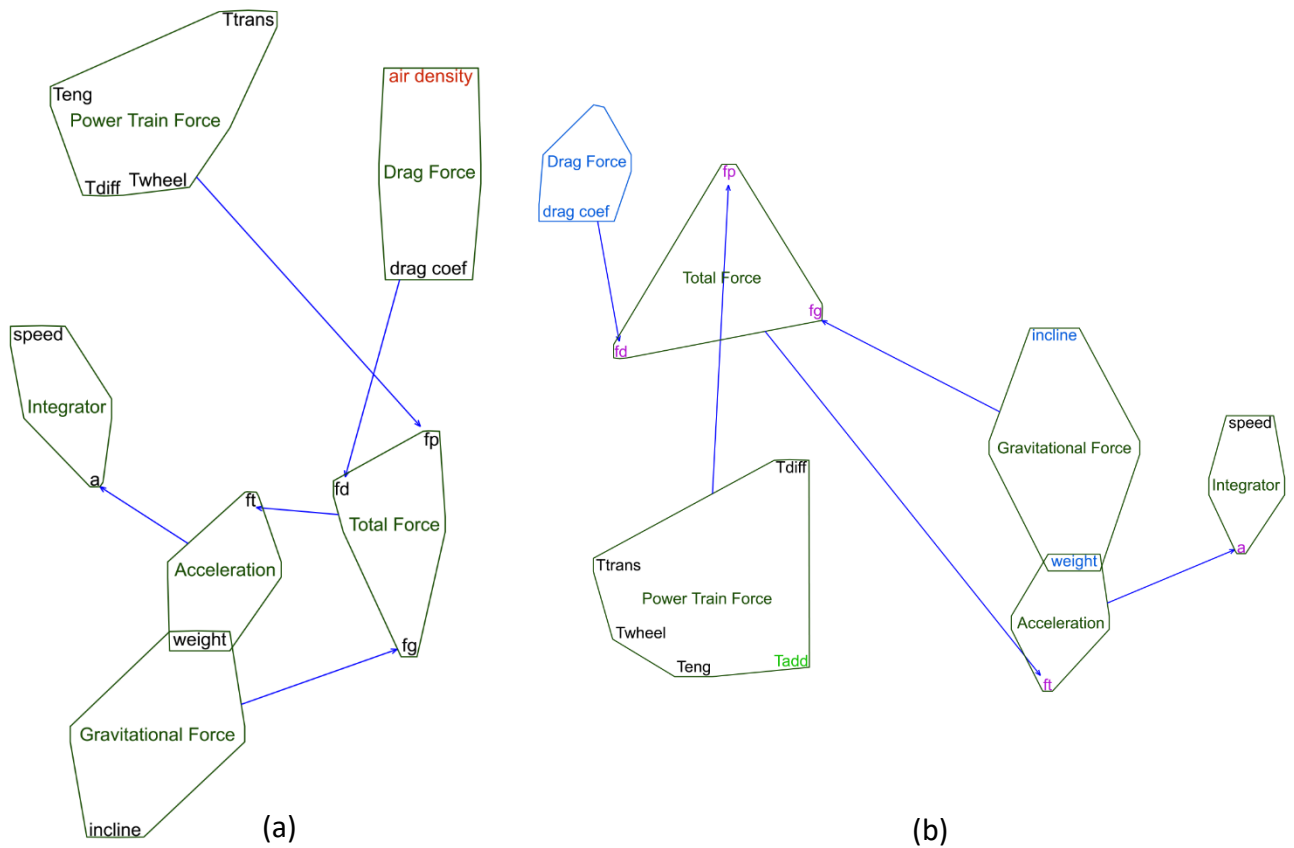 Ttrans
Teng
Power Train Force
Tdiff
Twheel
air density
Drag Force
drag coef
speed
Integrator
a
ft
Acceleration
weight
fp
fd
Total Force
fg
Gravitational Force
incline
(a)
Drag Force
drag coef
fp
Total Force
fg
fd
incline
Gravitational Force
weight
Acceleration
ft
speed
Integrator
a
Tdiff
Ttrans
Power Train Force
Twheel
Teng
Tadd
(b)